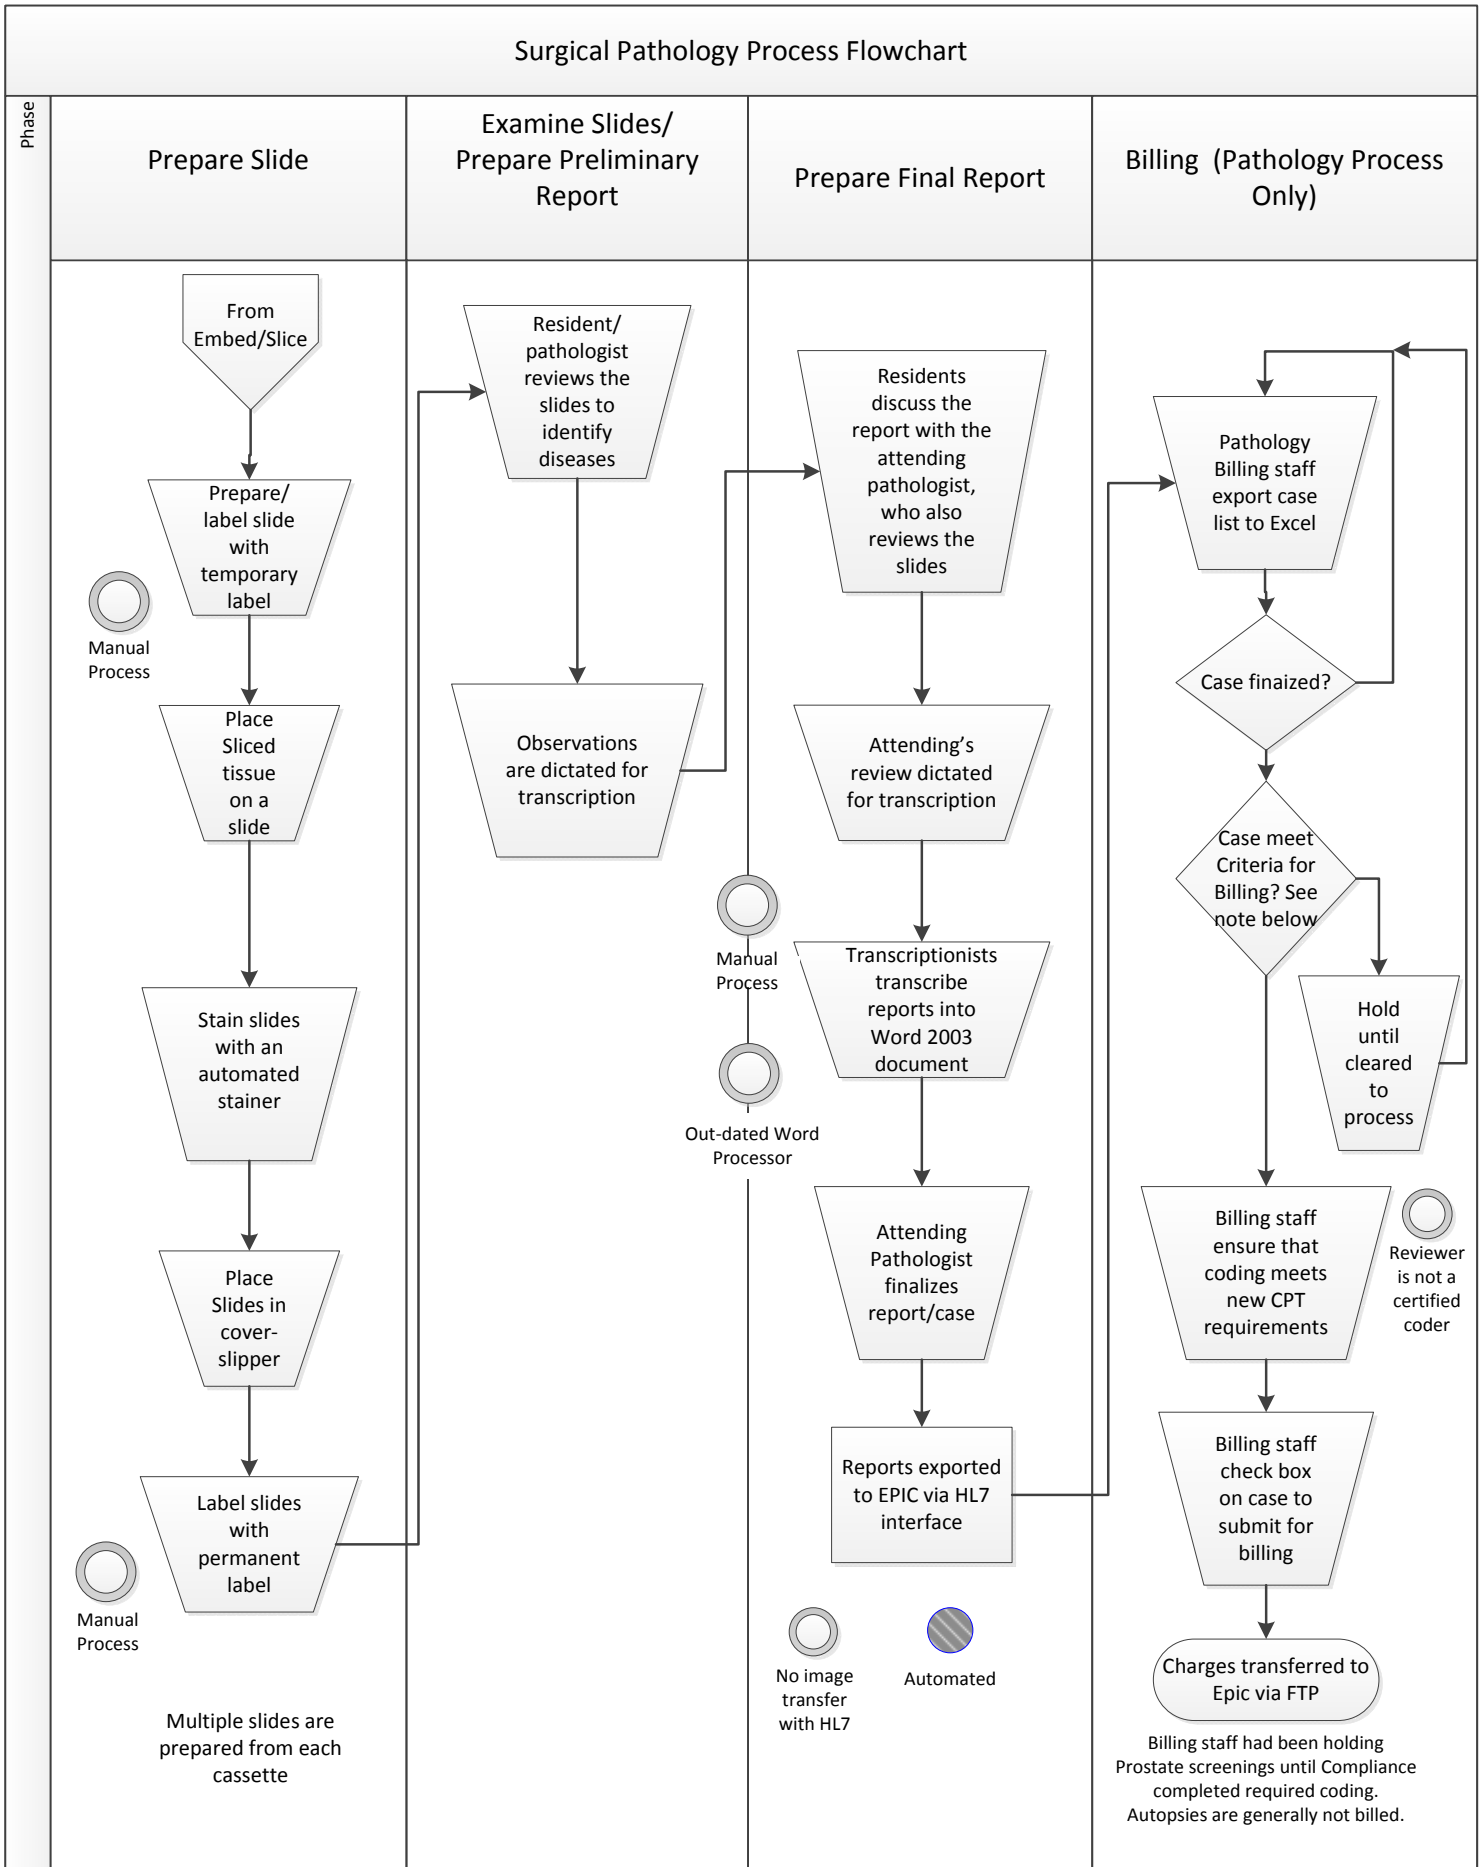 Surgical Pathology Process Flowchart
Phase
Prepare Slide
Examine Slides/
Prepare Preliminary
Report
Prepare Final Report
Billing (Pathology Process
Only)
From
Embed/Slice
Prepare/
label slide
with
temporary
label
Manual
Process
Place
Sliced
tissue
on a
slide
Stain slides
with an
automated
stainer
Place
Slides in
cover-
slipper
Label slides
with
permanent
label
Manual
Process
Multiple slides are
prepared from each
cassette
Resident/
pathologist
reviews the
slides to
identify
diseases
Observations
are dictated for
transcription
Residents
discuss the
report with the
attending
pathologist,
who also
reviews the
slides
Attending's
review dictated
for transcription
Manual
Process
Transcriptionists
transcribe
reports into
Word 2003
document
Out-dated Word
Processor
Attending
Pathologist
finalizes
report/case
Reports exported
to EPIC via HL7
interface
No image
transfer
with HL7
Automated
Pathology
Billing staff
export case
list to Excel
Case finaized?
Case meet
Criteria for
Billing? See
note below
Hold
until
cleared
to
process
Billing staff
ensure that
coding meets
new CPT
requirements
Reviewer
is not a
certified
coder
Billing staff
check box
on case to
submit for
billing
Charges transferred to
Epic via FTP
Billing staff had been holding
Prostate screenings until Compliance
completed required coding.
Autopsies are generally not billed.